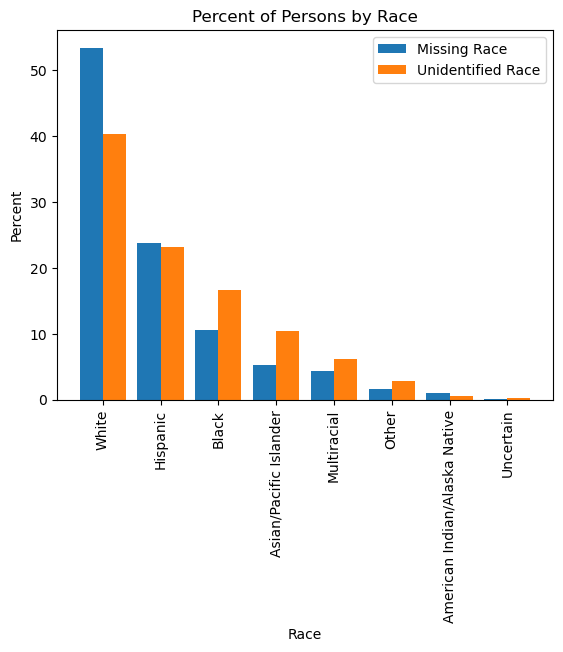 Percent of Persons by Race
Missing Race
Unidentified Race
Percent
50
40
30
20
10
0
White
Hispanic
Black
Asian/Pacific Islander
Multiracial
Other
American Indian/Alaska Native
Uncertain
Race